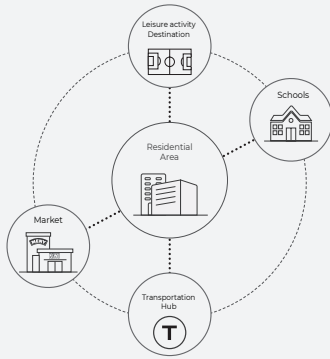 Leisure activity
Destination
Schools
Residential
Area
Market
Transportation
Hub
T